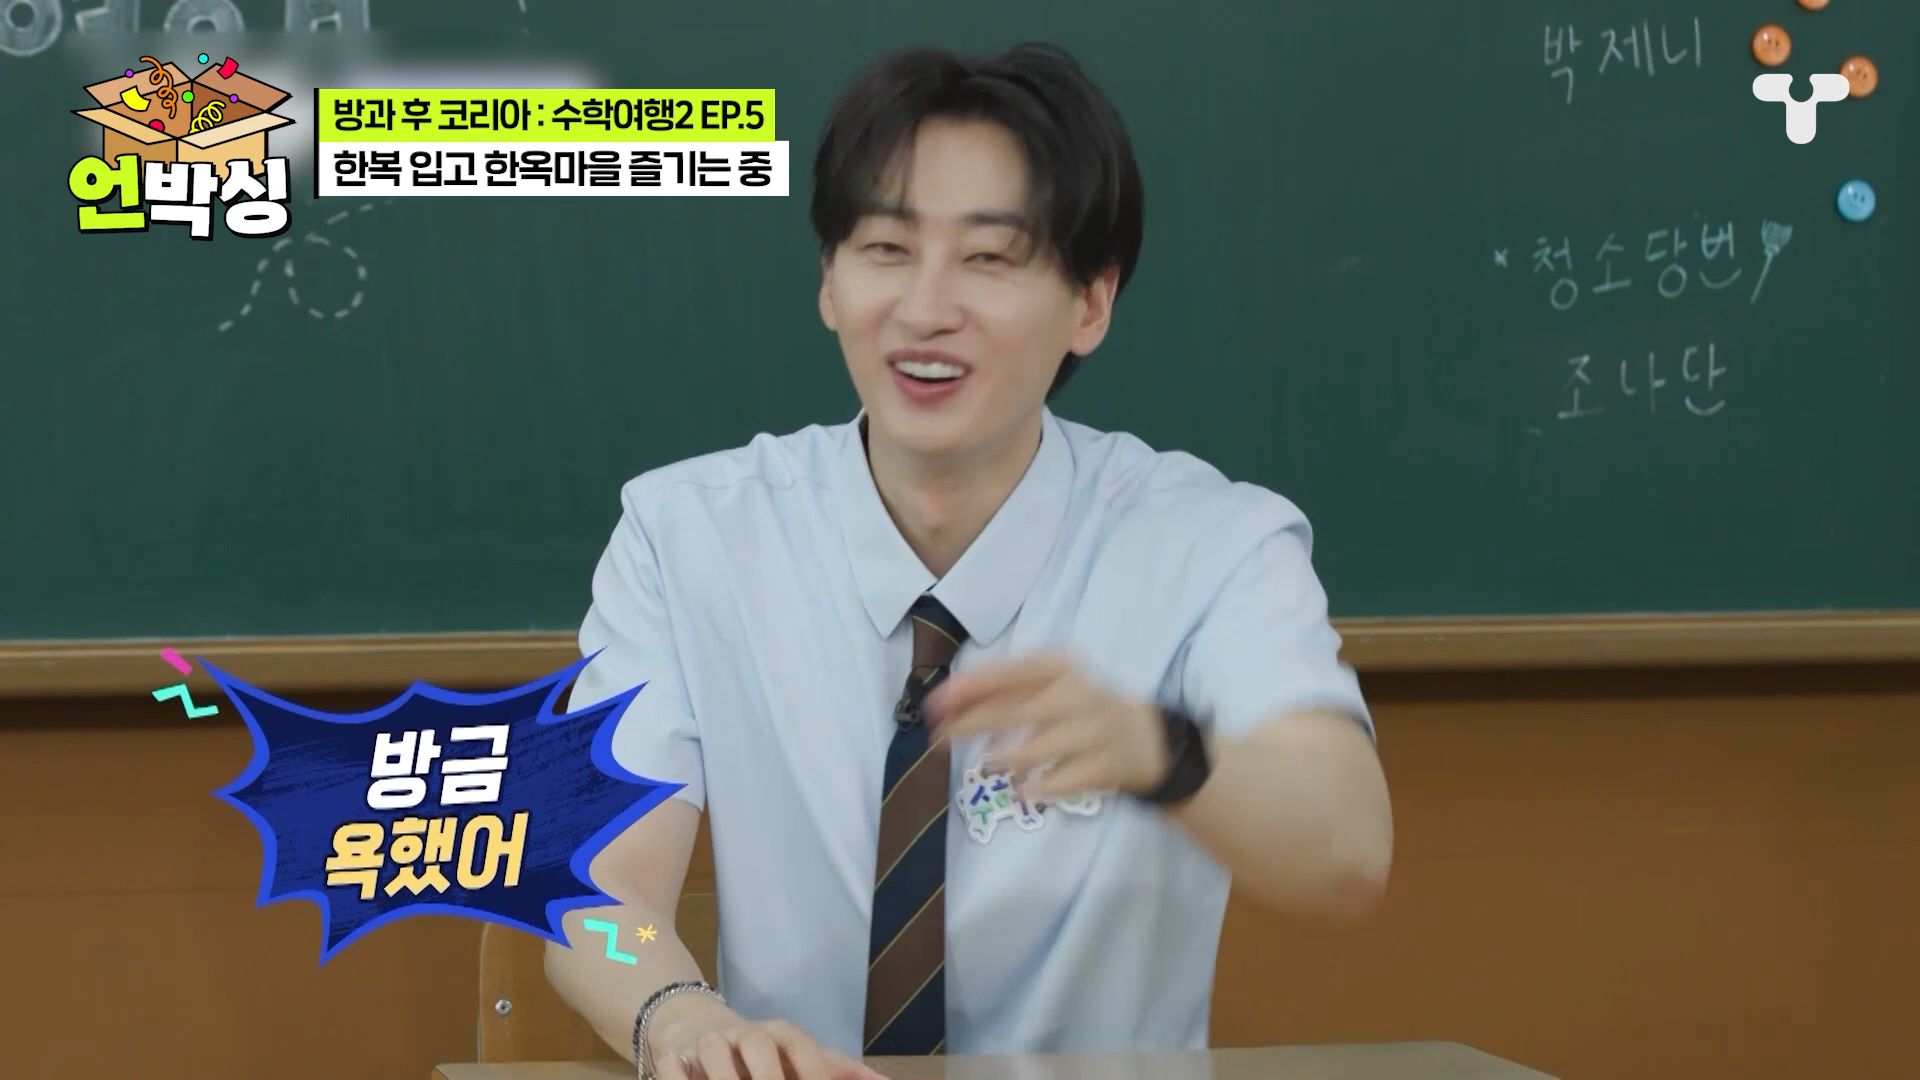 언박싱
방과 후 코리아 : 수학여행2 EP.5
한복 입고 한옥마을 즐기는 중
박제니
*청소당번
조나단
방금
욕했어